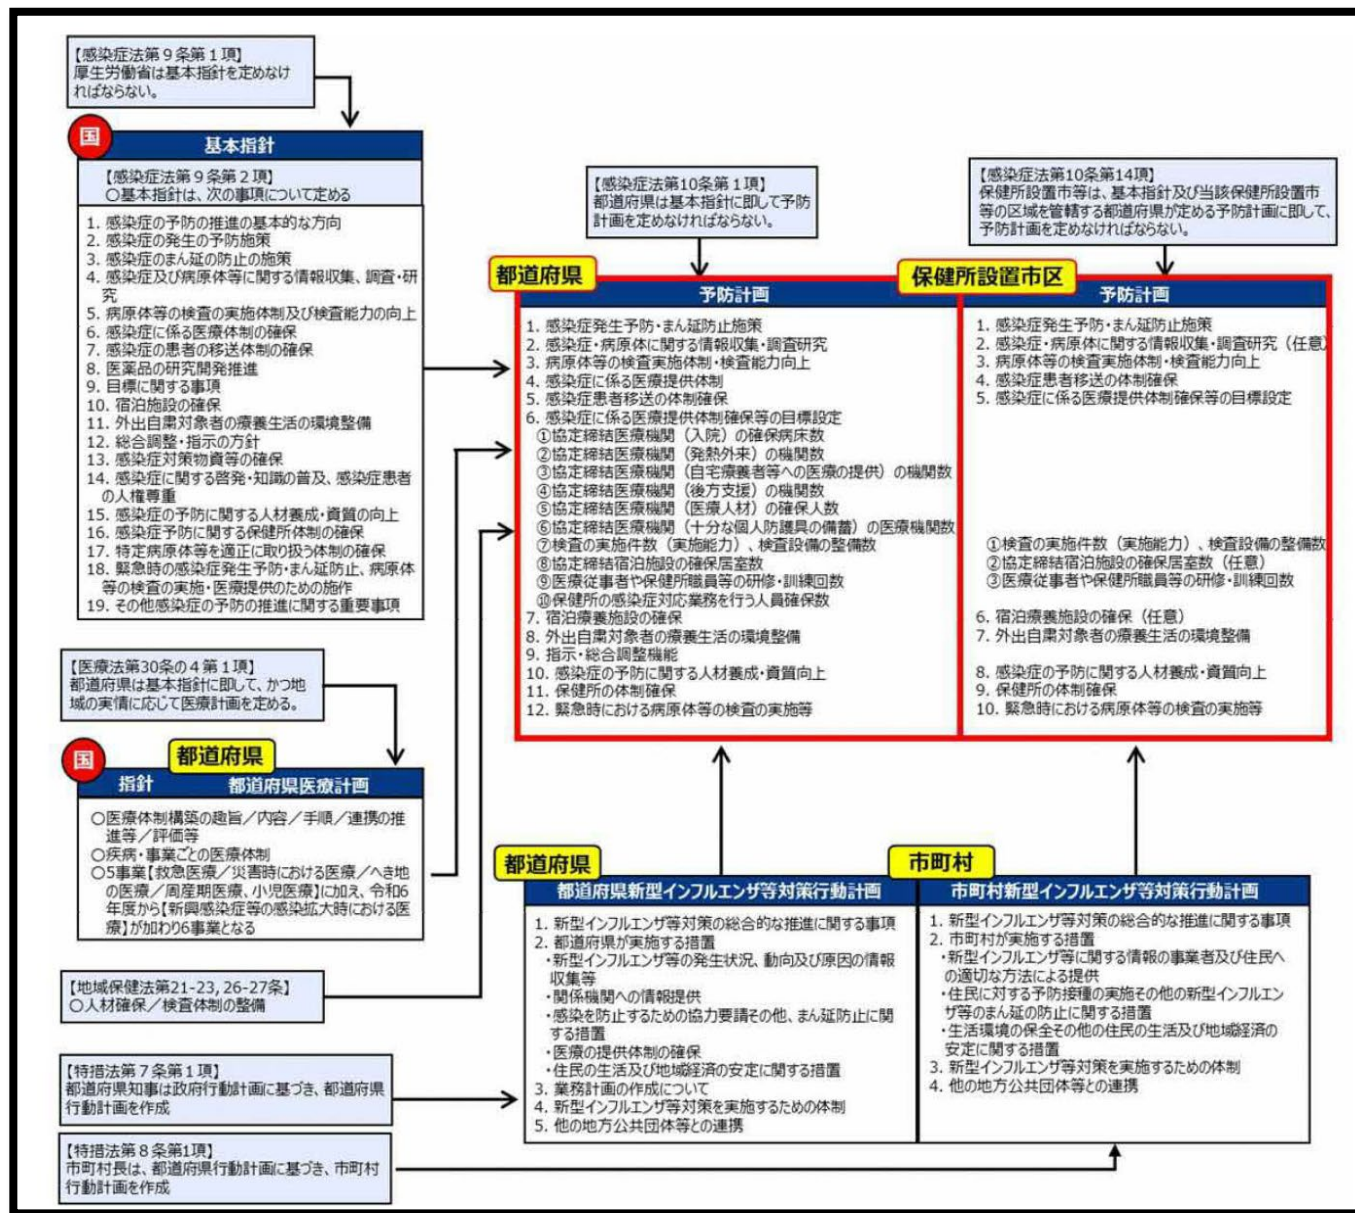 【感染症法第9条第1項】
厚生労働省は基本指針を定めなけ
ればならない。
国
基本指針
【感染症法第9条第2項】
○基本指針は、次の事項について定める
1. 感染症の予防の推進の基本的な方向
2. 感染症の発生の予防施策
3. 感染症のまん延の防止の施策
4. 感染症及び病原体等に関する情報収集、調査・研
究
5. 病原体等の検査の実施体制及び検査能力の向上
6. 感染症に係る医療体制の確保
7. 感染症の患者の移送体制の確保
8. 医薬品の研究開発推進
9. 目標に関する事項
10. 宿泊施設の確保
11. 外出自粛対象者の療養生活の環境整備
12. 総合調整・指示の方針
13. 感染症対策物資等の確保
14. 感染症に関する啓発・知識の普及、感染症患者
の人権尊重
15. 感染症の予防に関する人材養成・資質の向上
16. 感染症予防に関する保健所体制の確保
17. 特定病原体等を適正に取り扱う体制の確保
18. 緊急時の感染症発生予防・まん延防止、病原体
等の検査の実施・医療提供のための施作
19. その他感染症の予防の推進に関する重要事項
【医療法第30条の4第1項】
都道府県は基本指針に即して、かつ地
域の実情に応じて医療計画を定める。
国
都道府県
指針 都道府県医療計画
○医療体制構築の趣旨／内容／手順／連携の推
進等／評価等
○疾病・事業ごとの医療体制
○5事業【救急医療／災害時における医療／へき地
の医療／周産期医療、小児医療】に加え、令和6
年度から【新興感染症等の感染拡大時における医
療】が加わり6事業となる
【地域保健法第21-23, 26-27条】
○人材確保／検査体制の整備
【特措法第7条第1項】
都道府県知事は政府行動計画に基づき、都道府県
行動計画を作成
【特措法第8条第1項】
市町村長は、都道府県行動計画に基づき、市町村
行動計画を作成
【感染症法第10条第1項】
都道府県は基本指針に即して予防
計画を定めなければならない。
都道府県
予防計画
1. 感染症発生予防・まん延防止施策
2. 感染症・病原体に関する情報収集・調査研究
3. 病原体等の検査実施体制・検査能力向上
4. 感染症に係る医療提供体制
5. 感染症患者移送の体制確保
6. 感染症に係る医療提供体制確保等の目標設定
①協定締結医療機関（入院）の確保病床数
②協定締結医療機関（発熱外来）の機関数
③協定締結医療機関（自宅療養者等への医療の提供）の機関数
④協定締結医療機関（後方支援）の機関数
⑤協定締結医療機関（医療人材）の確保人数
⑥協定締結医療機関（十分な個人防護具の備蓄）の医療機関数
⑦検査の実施件数（実施能力）、検査設備の整備数
⑧協定締結宿泊施設の確保居室数
⑨医療従事者や保健所職員等の研修・訓練回数
⑩保健所の感染症対応業務を行う人員確保数
7. 宿泊療養施設の確保
8. 外出自粛対象者の療養生活の環境整備
9. 指示・総合調整機能
10. 感染症の予防に関する人材養成・資質向上
11. 保健所の体制確保
12. 緊急時における病原体等の検査の実施等
【感染症法第10条第14項】
保健所設置市等は、基本指針及び当該保健所設置市
等の区域を管轄する都道府県が定める予防計画に即して、
予防計画を定めなければならない。
保健所設置市区
予防計画
1. 感染症発生予防・まん延防止施策
2. 感染症・病原体に関する情報収集・調査研究（任意）
3. 病原体等の検査実施体制・検査能力向上
4. 感染症患者移送の体制確保
5. 感染症に係る医療提供体制確保等の目標設定
①検査の実施件数（実施能力）、検査設備の整備数
②協定締結宿泊施設の確保居室数（任意）
③医療従事者や保健所職員等の研修・訓練回数
6. 宿泊療養施設の確保（任意）
7. 外出自粛対象者の療養生活の環境整備
8. 感染症の予防に関する人材養成・資質向上
9. 保健所の体制確保
10. 緊急時における病原体等の検査の実施等
都道府県
都道府県新型インフルエンザ等対策行動計画
1. 新型インフルエンザ等対策の総合的な推進に関する事項
2. 都道府県が実施する措置
・新型インフルエンザ等の発生状況、動向及び原因の情報
収集等
・関係機関への情報提供
・感染を防止するための協力要請その他、まん延防止に関
する措置
・医療の提供体制の確保
・住民の生活及び地域経済の安定に関する措置
3. 業務計画の作成について
4. 新型インフルエンザ等対策を実施するための体制
5. 他の地方公共団体等との連携
市町村
市町村新型インフルエンザ等対策行動計画
1. 新型インフルエンザ等対策の総合的な推進に関する事項
2. 市町村が実施する措置
・新型インフルエンザ等に関する情報の事業者及び住民へ
の適切な方法による提供
・住民に対する予防接種の実施その他の新型インフルエン
ザ等のまん延の防止に関する措置
・生活環境の保全その他の住民の生活及び地域経済の
安定に関する措置
3. 新型インフルエンザ等対策を実施するための体制
4. 他の地方公共団体等との連携